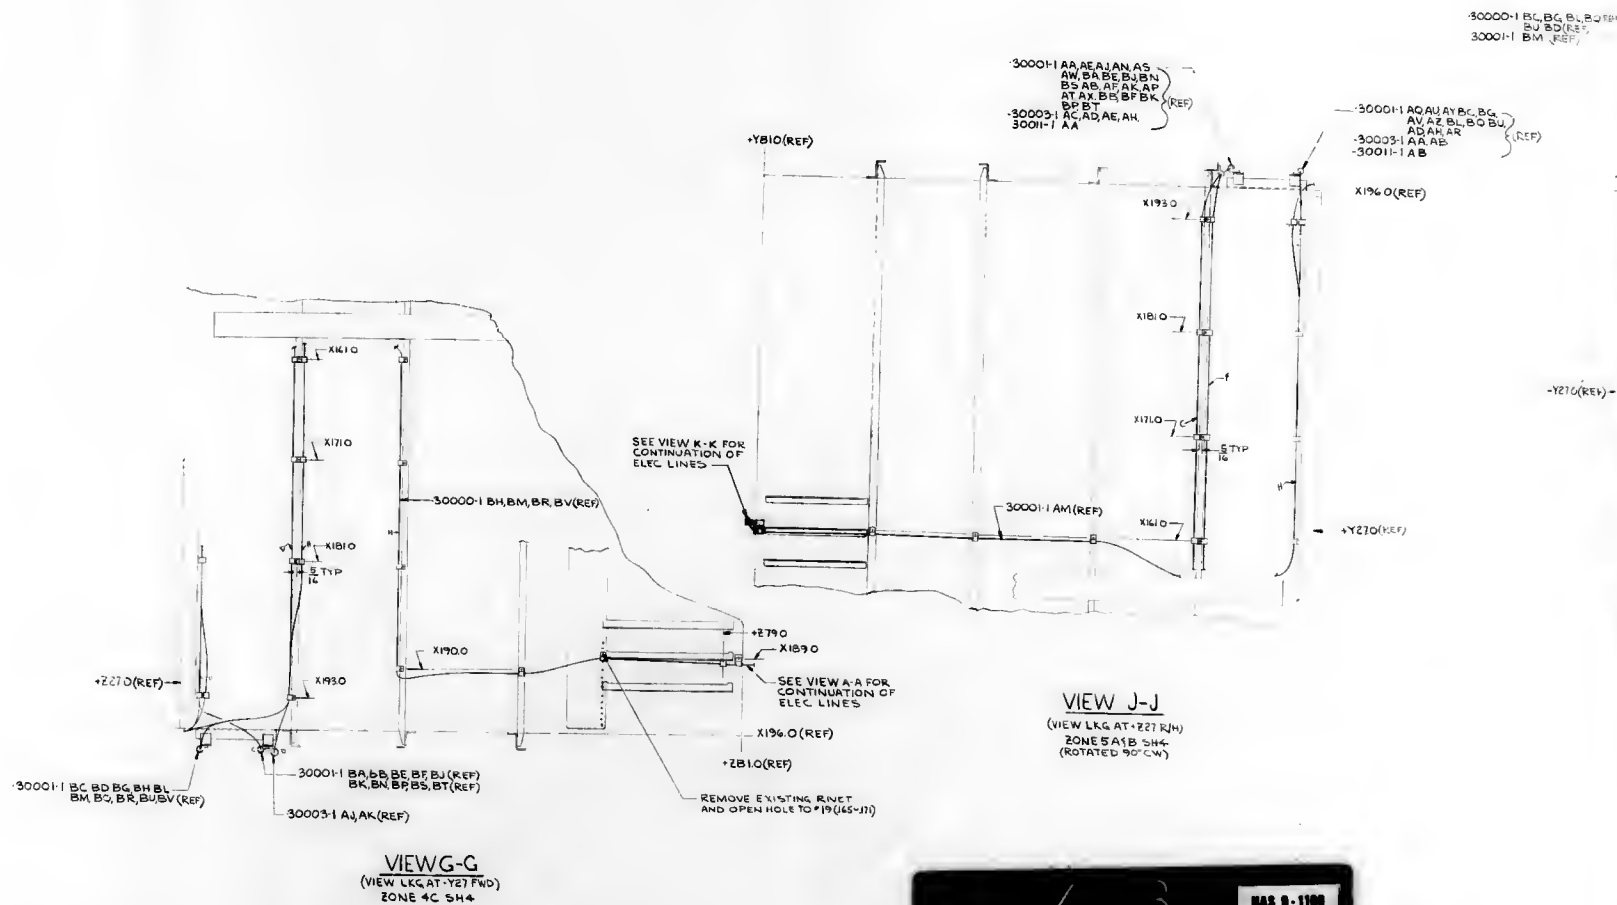 -30000-1 BC, BG, BL, BQ
BU BD (REF)
30001-1 BM (REF)
-30001-1 AA, AE, AJ, AN, AS
AW, BA, BE, BJ, BN
BS AB, AF, AK, AP
AT AX, BB, BF BK
BP BT
(REF)
-30003-1 AC, AD, AE, AH,
30011-1 AA
-30001-1 AQ, AU, AY BC, BG,
AV, AZ, BL, BQ BU,
AD, AH, AR
(REF)
-30003-1 AA, AB
-30011-1 AB
+Y81.0 (REF)
X196.0 (REF)
X193.0
X181.0
F
X171.0
C
5/16 TYP
H
X161.0
+Y27.0 (REF)
-Y27.0 (REF)
SEE VIEW K-K FOR
CONTINUATION OF
ELEC LINES
30001-1 AM (REF)
X161.0
X171.0
30000-1 BH, BM, BR, BV (REF)
H
X181.0
5/16 TYP
+Z79.0
X190.0
X189.0
+Z27.0 (REF)
X193.0
SEE VIEW A-A FOR
CONTINUATION OF
ELEC LINES
X196.0 (REF)
+Z81.0 (REF)
C
D
-30001-1 BC BD BG, BH BL
BM, BQ, BR, BU, BV (REF)
30001-1 BA, BB, BE, BF, BJ (REF)
BK, BN, BP, BS, BT (REF)
30003-1 AJ, AK (REF)
REMOVE EXISTING RIVET
AND OPEN HOLE TO #19 (.165-.171)
VIEW G-G
(VIEW LKG AT -Y27 FWD)
ZONE 4C SH4
VIEW J-J
(VIEW LKG AT +Z27 R/H)
ZONE 5A&B SH4
(ROTATED 90° CW)
NAS 9-1100